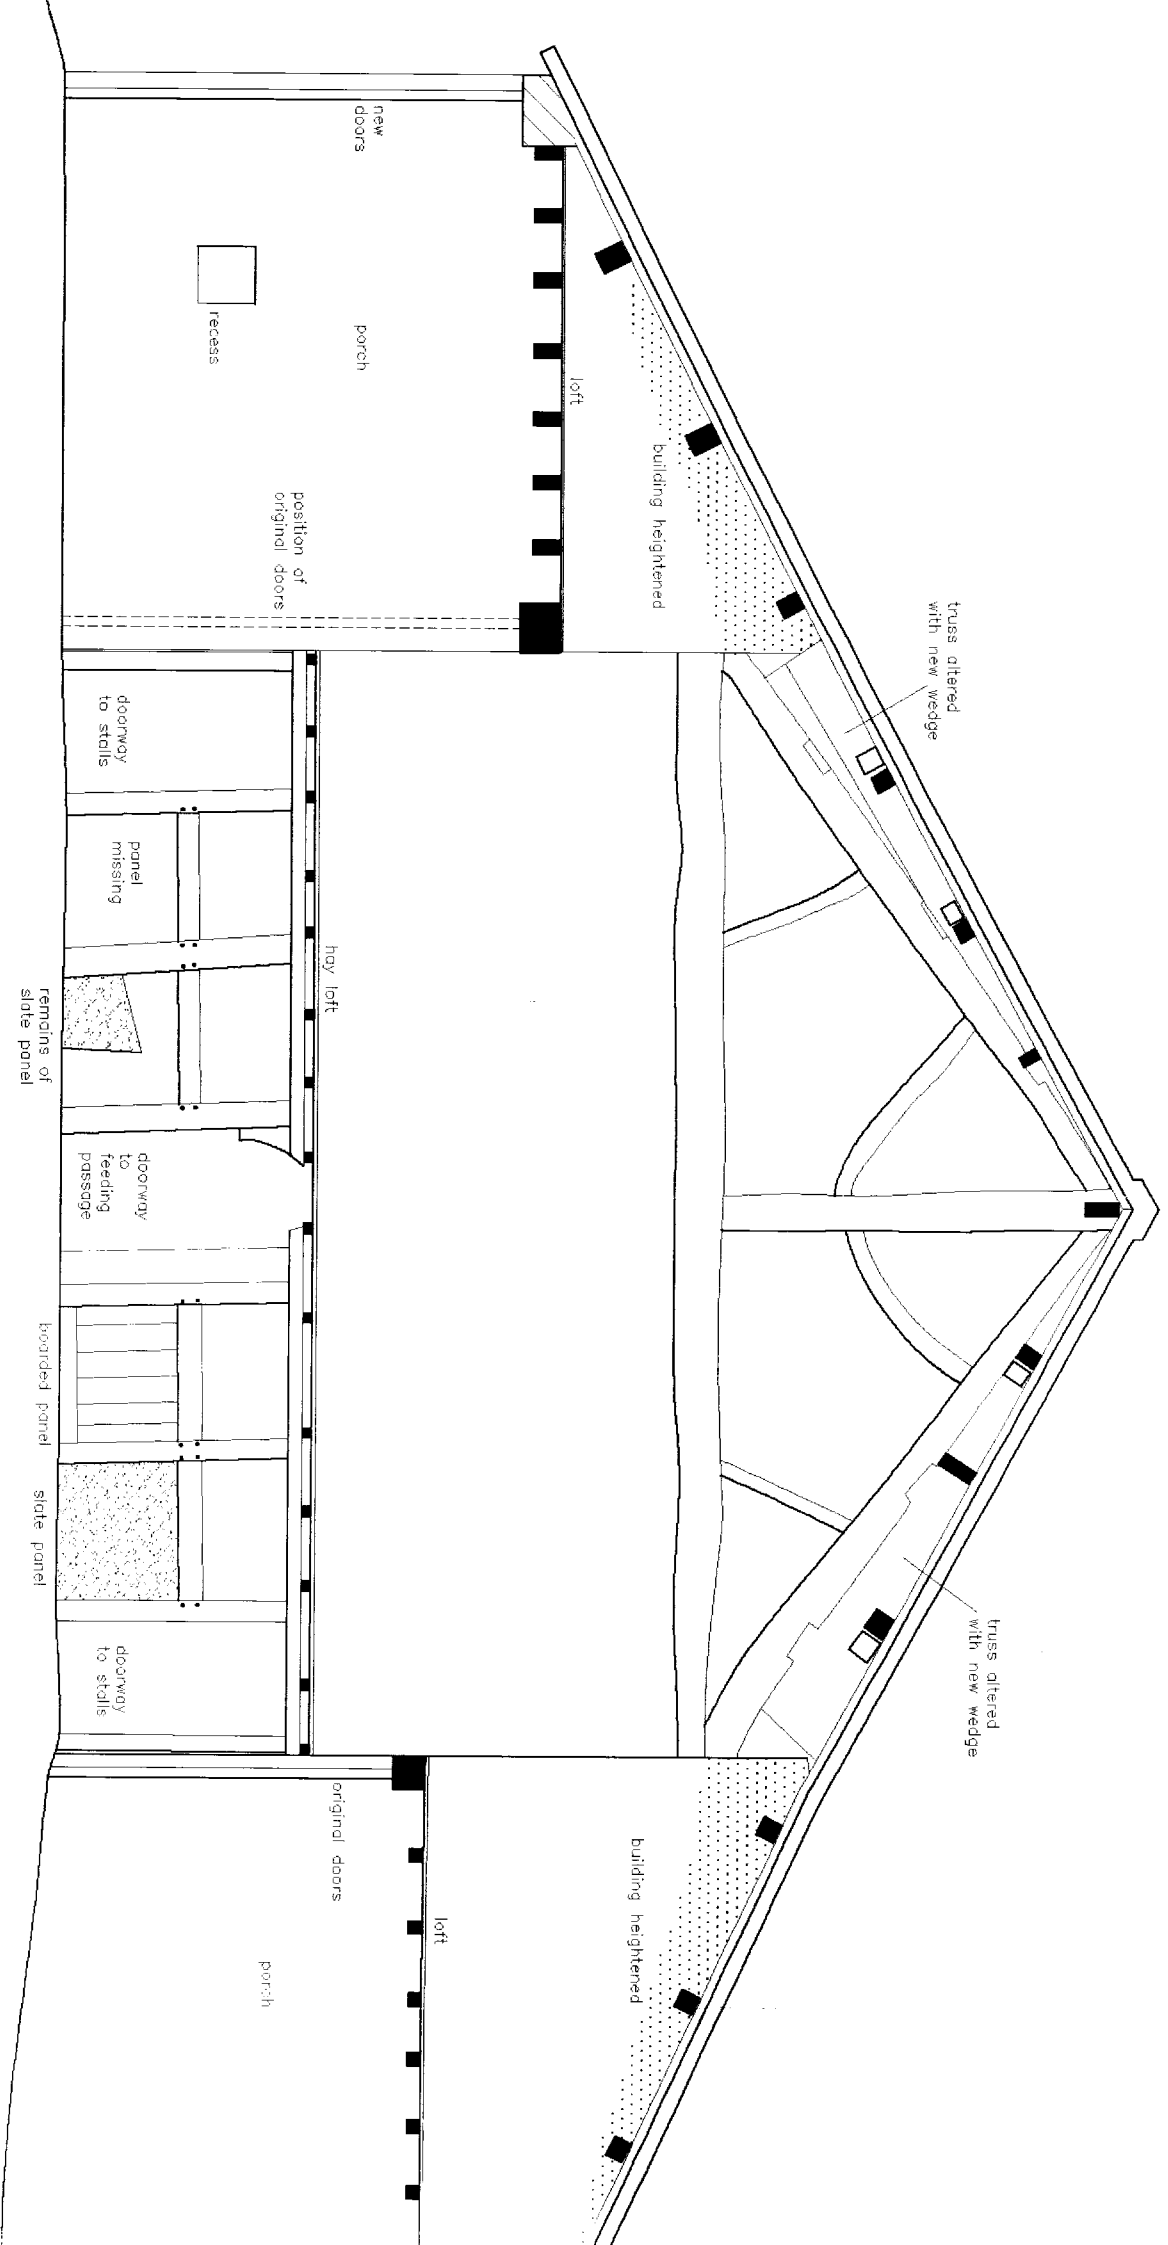 truss altered
with new wedge
truss altered
with new wedge
building heightened
building heightened
loft
new
doors
porch
recess
position of
original doors
hay loft
loft
original doors
porch
doorway
to stalls
panel
missing
doorway
to
feeding
passage
doorway
to stalls
remains of
slate panel
boarded panel
slate panel